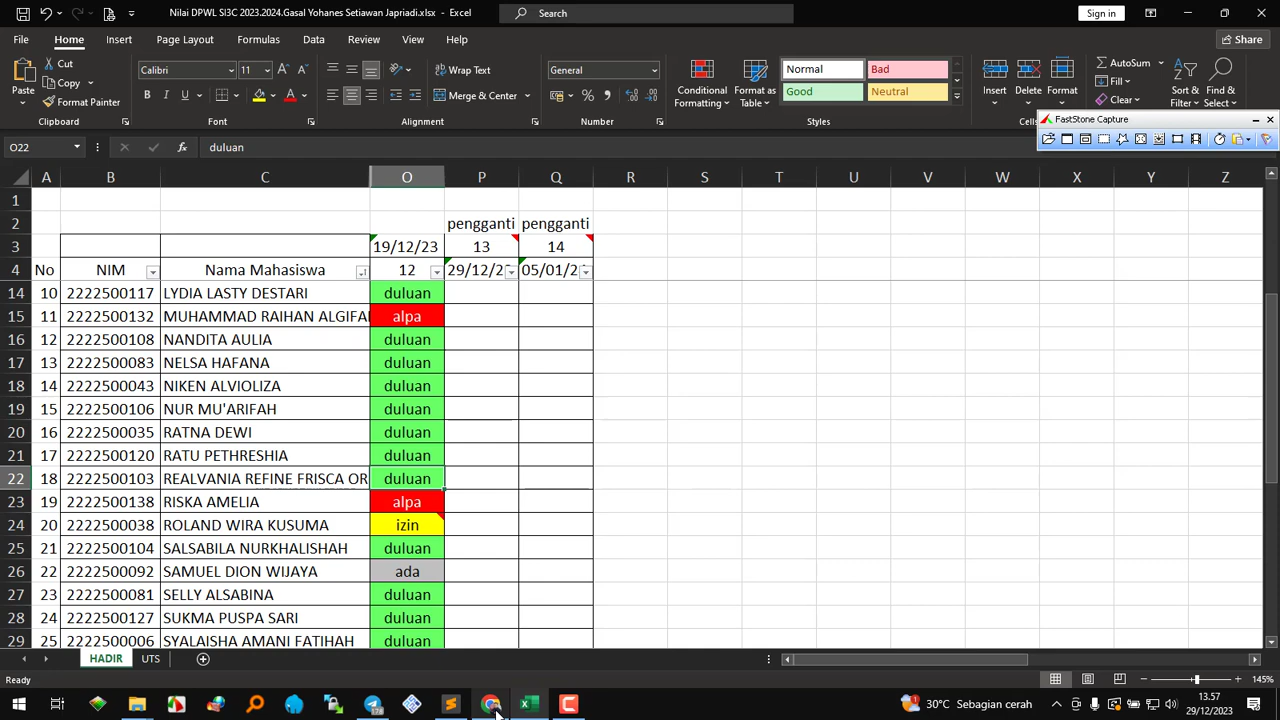 Nilai DPWL SI3C 2023.2024.Gasal Yohanes Setiawan Japriadi.xlsx - Excel
Search
Sign in
File Home Insert Draw Page Layout Formulas Data Review View Help
Share
Paste
Cut
Copy
Format Painter
Clipboard
Calibri 11
B I U
Font
Wrap Text
Merge & Center
Alignment
General
Number
Conditional Formatting
Format as Table
Normal Bad
Good Neutral
Styles
Insert Delete Format
Cells
AutoSum
Fill
Clear
Sort & Filter
Find & Select
FastStone Capture
O22 fx duluan
A B C O P Q R S T U V W X Y Z
1
2 pengganti pengganti
3 19/12/23 13 14
4 No NIM Nama Mahasiswa 12 29/12/2 05/01/2
14 10 2222500117 LYDIA LASTY DESTARI duluan
15 11 2222500132 MUHAMMAD RAIHAN ALGIFA alpa
16 12 2222500108 NANDITA AULIA duluan
17 13 2222500083 NELSA HAFANA duluan
18 14 2222500043 NIKEN ALVIOLIZA duluan
19 15 2222500106 NUR MU'ARIFAH duluan
20 16 2222500035 RATNA DEWI duluan
21 17 2222500120 RATU PETHRESHIA duluan
22 18 2222500103 REALVANIA REFINE FRISCA OR duluan
23 19 2222500138 RISKA AMELIA alpa
24 20 2222500038 ROLAND WIRA KUSUMA izin
25 21 2222500104 SALSABILA NURKHALISHAH duluan
26 22 2222500092 SAMUEL DION WIJAYA ada
27 23 2222500081 SELLY ALSABINA duluan
28 24 2222500127 SUKMA PUSPA SARI duluan
29 25 2222500006 SYALAISHA AMANI FATIHAH duluan
HADIR UTS
Ready
145%
30°C Sebagian cerah
13.57
29/12/2023